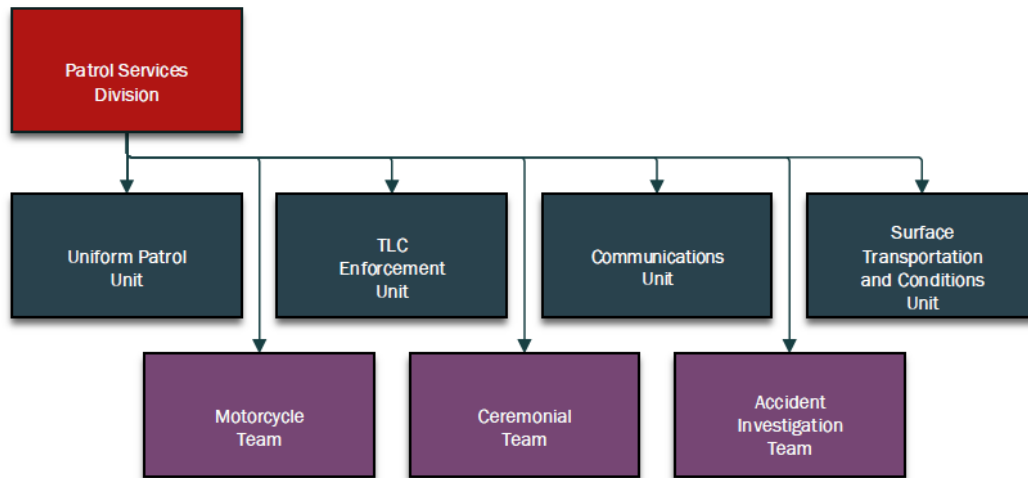 Patrol Services
Division
Uniform Patrol
Unit
TLC
Enforcement
Unit
Communications
Unit
Surface
Transportation
and Conditions
Unit
Motorcycle
Team
Ceremonial
Team
Accident
Investigation
Team